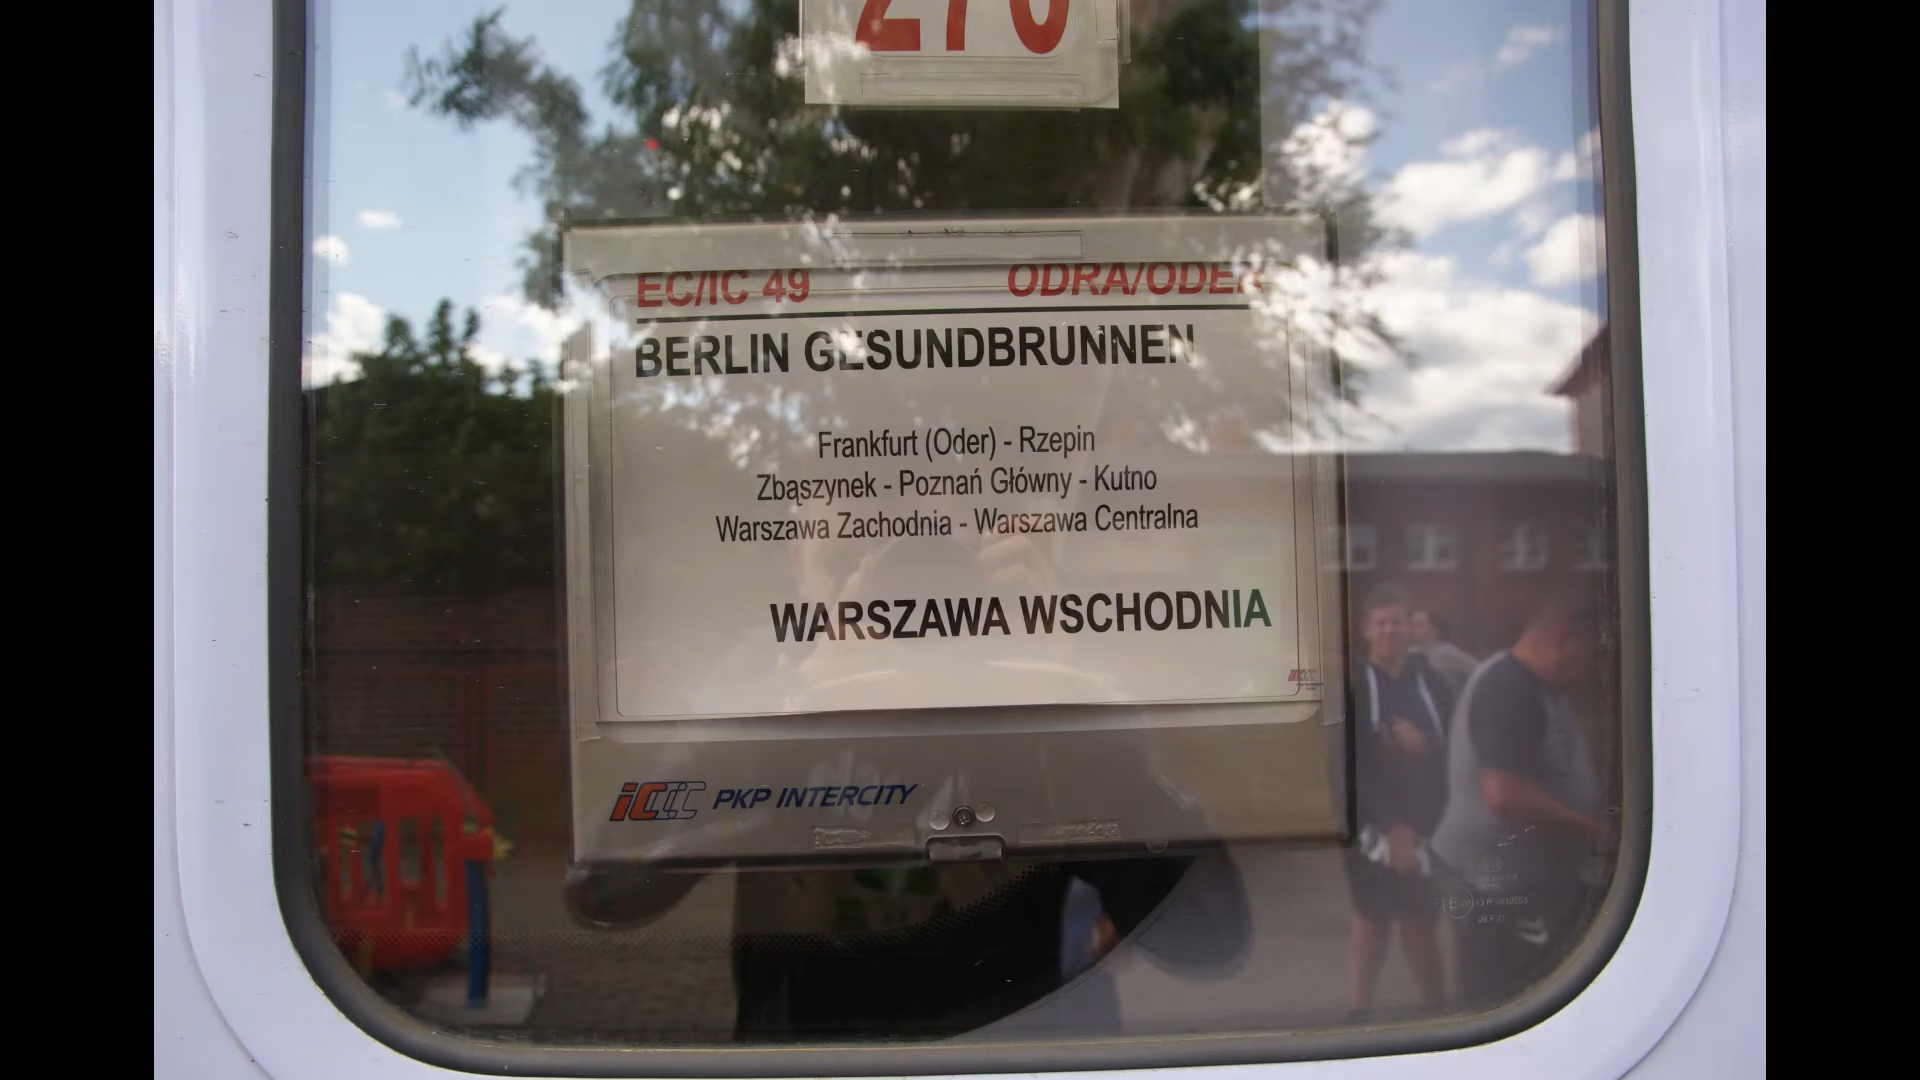 270
EC/IC 49 ODRA/ODER
BERLIN GESUNDBRUNNEN
Frankfurt (Oder) - Rzepin
Zbąszynek - Poznań Główny - Kutno
Warszawa Zachodnia - Warszawa Centralna
WARSZAWA WSCHODNIA
PKP INTERCITY